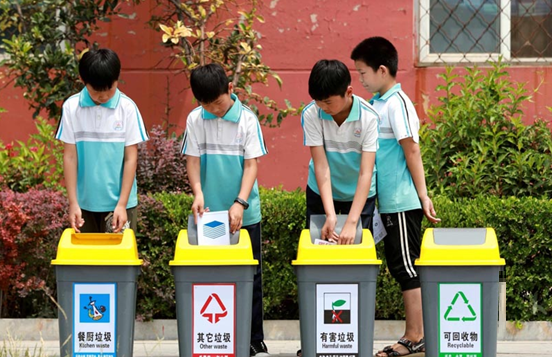 餐厨垃圾
Kitchen waste
其它垃圾
Other waste
有害垃圾
Harmful waste
可回收物
Recyclable